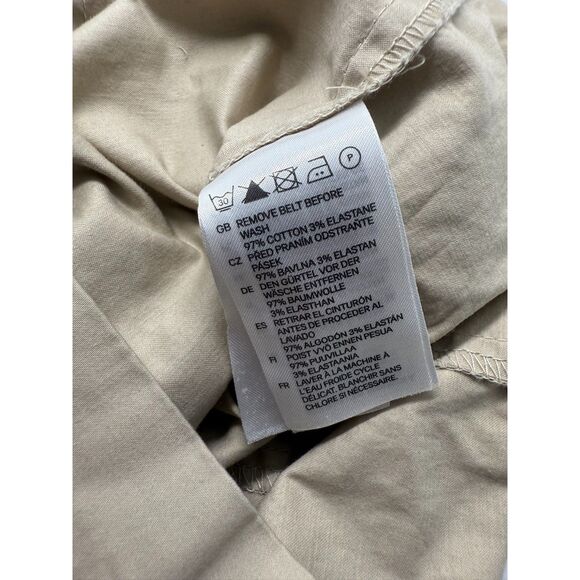 30
P
GB REMOVE BELT BEFORE
WASH
97% COTTON 3% ELASTANE
CZ PŘED PRANÍM ODSTRAŇTE
PÁSEK
97% BAVLNA 3% ELASTAN
DE DEN GÜRTEL VOR DER
WÄSCHE ENTFERNEN
97% BAUMWOLLE
3% ELASTHAN
ES RETIRAR EL CINTURÓN
ANTES DE PROCEDER AL
LAVADO
97% ALGODÓN 3% ELASTÁN
FI POIST VYÖ ENNEN PESUA
97% PUUVILLAA
3% ELASTAANIA
FR LAVER À LA MACHINE À
L'EAU FROIDE CYCLE
DÉLICAT. BLANCHIR SANS
CHLORE SI NÉCESSAIRE.